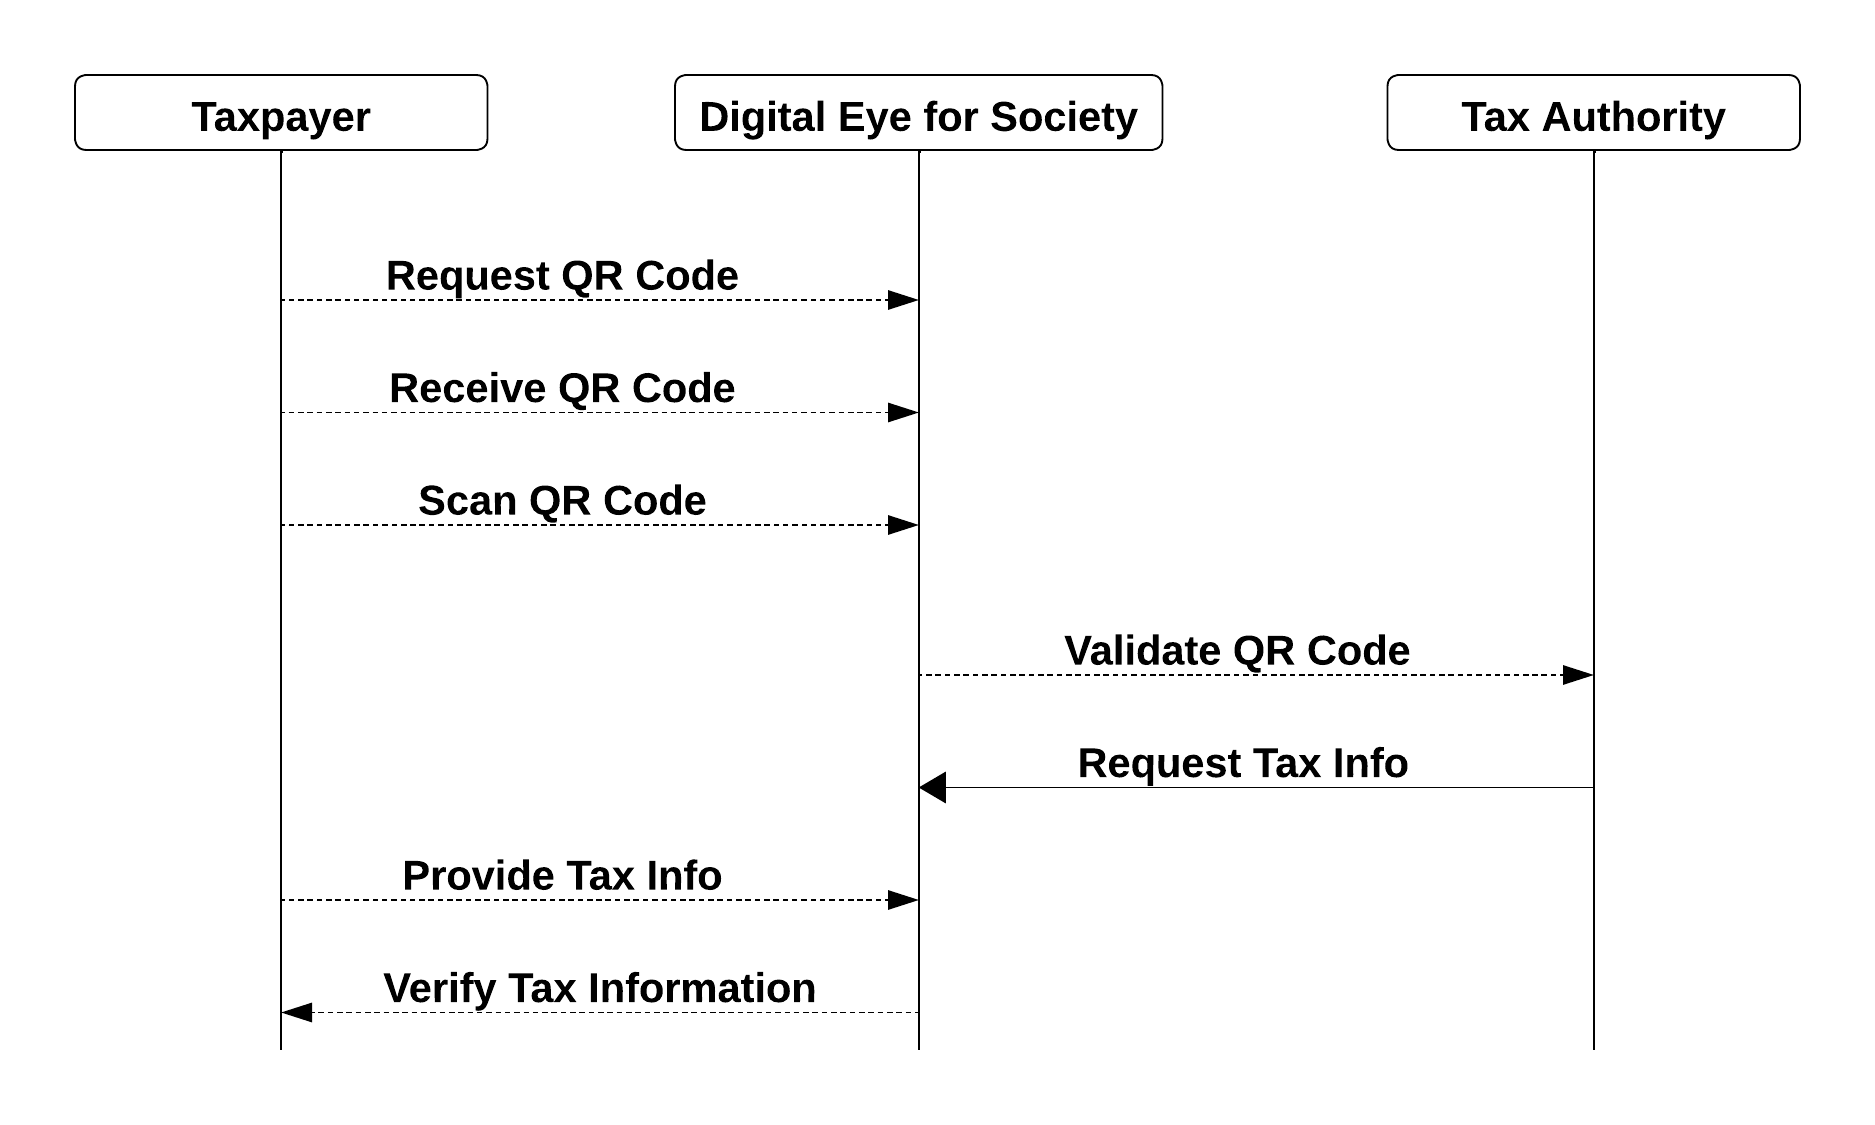 Taxpayer
Digital Eye for Society
Tax Authority
Request QR Code
Receive QR Code
Scan QR Code
Validate QR Code
Request Tax Info
Provide Tax Info
Verify Tax Information